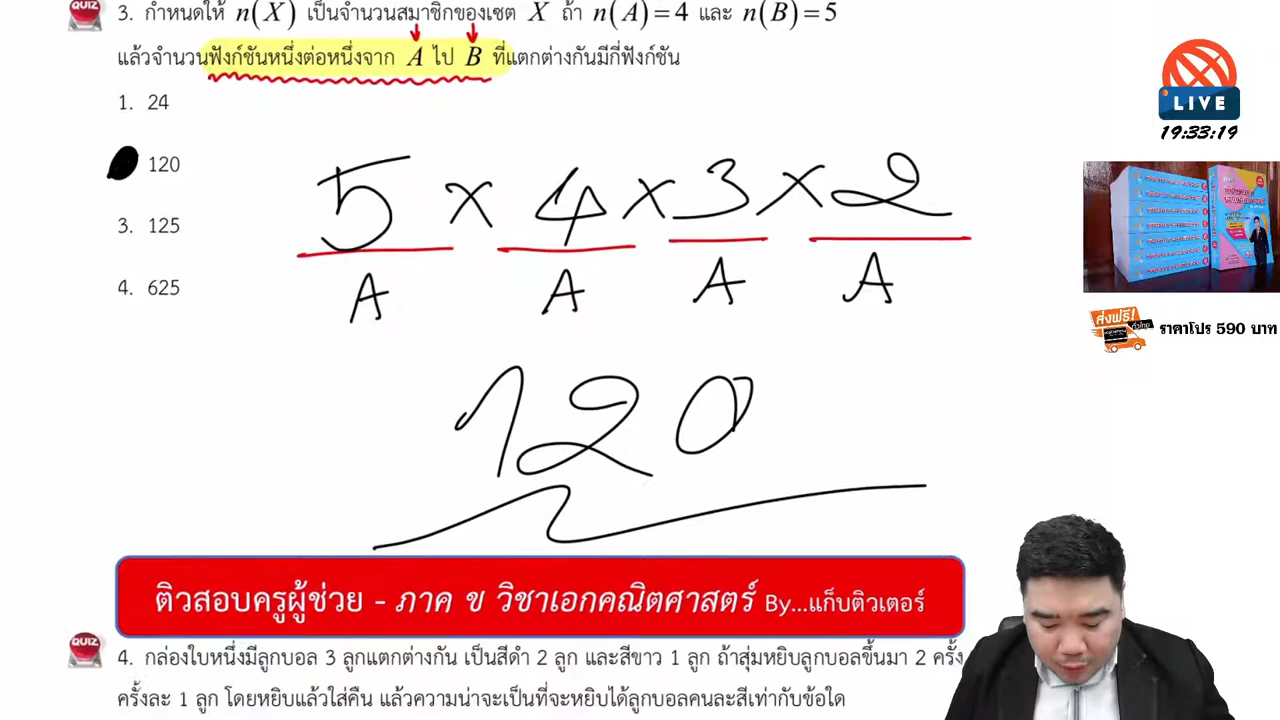 QUIZ
3. กำหนดให้ n(X) เป็นจำนวนสมาชิกของเซต X ถ้า n(A)=4 และ n(B)=5
แล้วจำนวนฟังก์ชันหนึ่งต่อหนึ่งจาก A ไป B ที่แตกต่างกันมีกี่ฟังก์ชัน
1. 24
120
3. 125
4. 625
5 × 4 × 3 × 2
A A A A
120
LIVE
19:33:19
ส่งฟรี!
ทั่วไทย
ราคาโปร 590 บาท
ติวสอบครูผู้ช่วย - ภาค ข วิชาเอกคณิตศาสตร์ By...แก็บติวเตอร์
QUIZ
4. กล่องใบหนึ่งมีลูกบอล 3 ลูกแตกต่างกัน เป็นสีดำ 2 ลูก และสีขาว 1 ลูก ถ้าสุ่มหยิบลูกบอลขึ้นมา 2 ครั้ง
ครั้งละ 1 ลูก โดยหยิบแล้วใส่คืน แล้วความน่าจะเป็นที่จะหยิบได้ลูกบอลคนละสีเท่ากับข้อใด